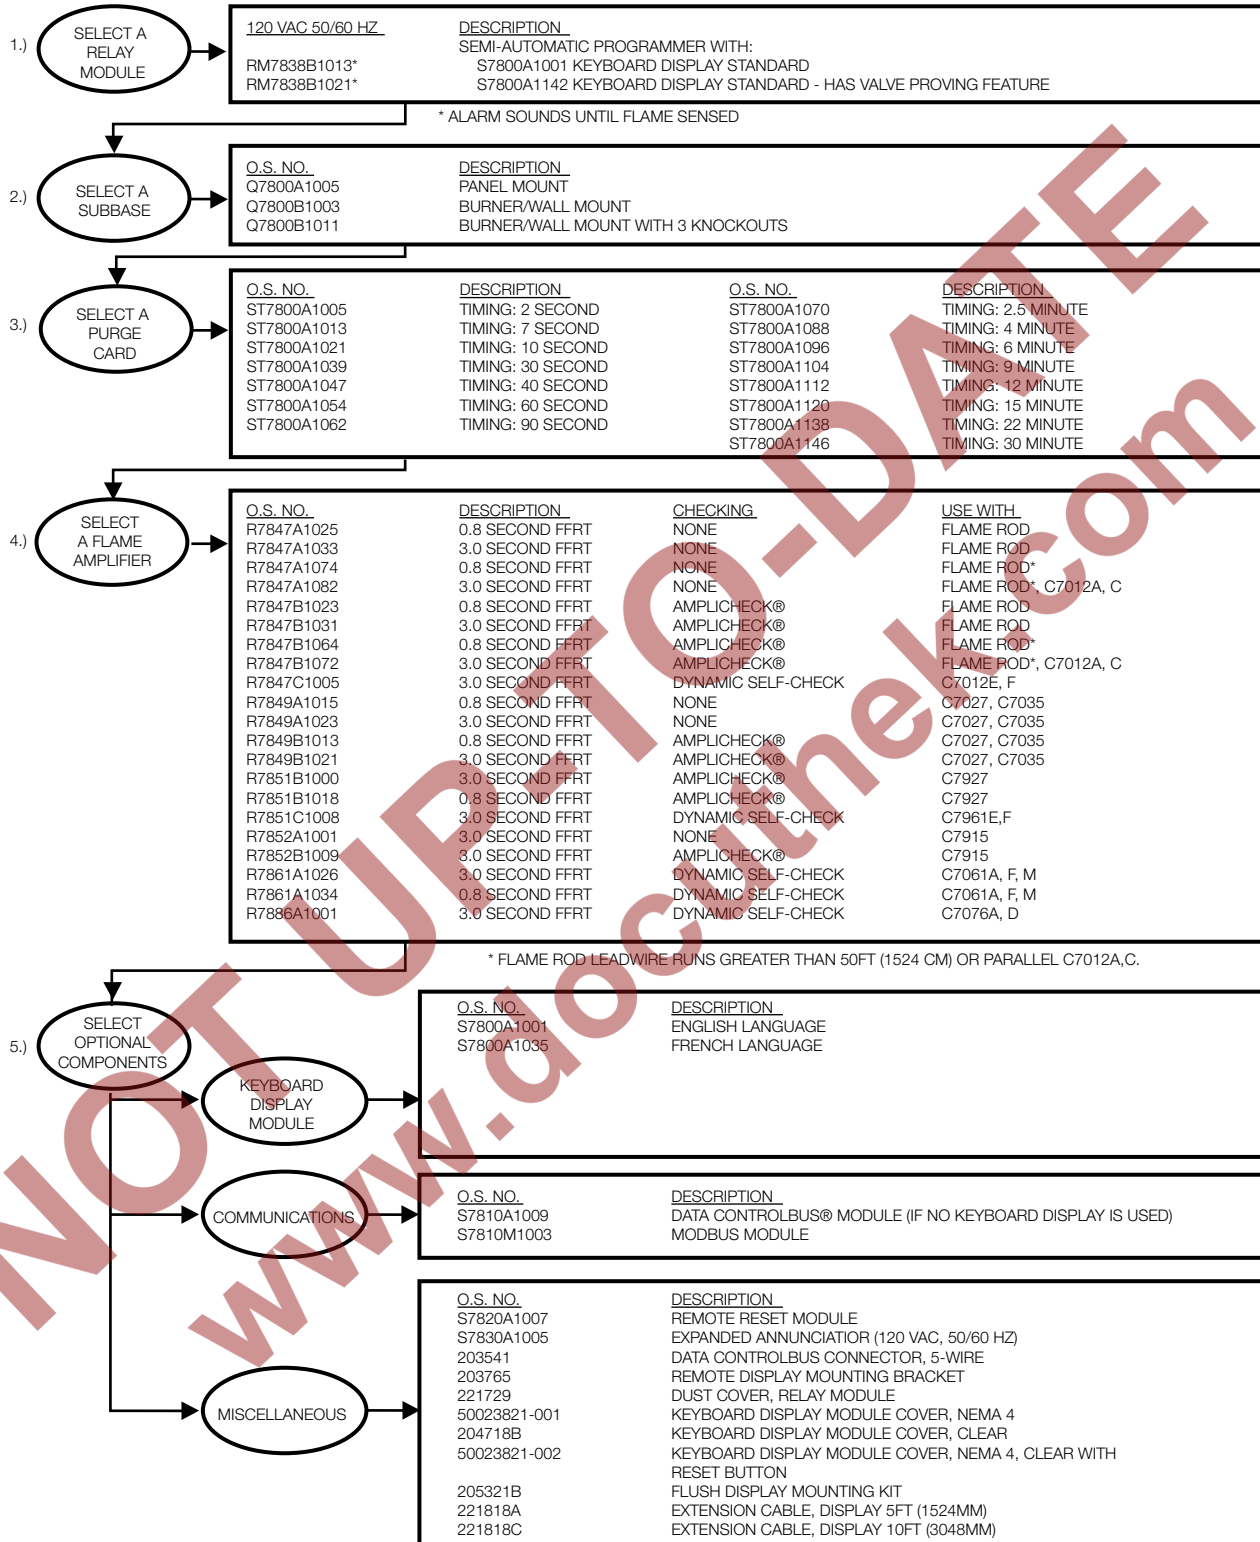 1.)
SELECT A
RELAY
MODULE
120 VAC 50/60 HZ DESCRIPTION
SEMI-AUTOMATIC PROGRAMMER WITH:
RM7838B1013* S7800A1001 KEYBOARD DISPLAY STANDARD
RM7838B1021* S7800A1142 KEYBOARD DISPLAY STANDARD - HAS VALVE PROVING FEATURE
* ALARM SOUNDS UNTIL FLAME SENSED
2.)
SELECT A
SUBBASE
O.S. NO. DESCRIPTION
Q7800A1005 PANEL MOUNT
Q7800B1003 BURNER/WALL MOUNT
Q7800B1011 BURNER/WALL MOUNT WITH 3 KNOCKOUTS
3.)
SELECT A
PURGE
CARD
O.S. NO. DESCRIPTION O.S. NO. DESCRIPTION
ST7800A1005 TIMING: 2 SECOND ST7800A1070 TIMING: 2.5 MINUTE
ST7800A1013 TIMING: 7 SECOND ST7800A1088 TIMING: 4 MINUTE
ST7800A1021 TIMING: 10 SECOND ST7800A1096 TIMING: 6 MINUTE
ST7800A1039 TIMING: 30 SECOND ST7800A1104 TIMING: 9 MINUTE
ST7800A1047 TIMING: 40 SECOND ST7800A1112 TIMING: 12 MINUTE
ST7800A1054 TIMING: 60 SECOND ST7800A1120 TIMING: 15 MINUTE
ST7800A1062 TIMING: 90 SECOND ST7800A1138 TIMING: 22 MINUTE
ST7800A1146 TIMING: 30 MINUTE
4.)
SELECT
A FLAME
AMPLIFIER
O.S. NO. DESCRIPTION CHECKING USE WITH
R7847A1025 0.8 SECOND FFRT NONE FLAME ROD
R7847A1033 3.0 SECOND FFRT NONE FLAME ROD
R7847A1074 0.8 SECOND FFRT NONE FLAME ROD*
R7847A1082 3.0 SECOND FFRT NONE FLAME ROD*, C7012A, C
R7847B1023 0.8 SECOND FFRT AMPLICHECK® FLAME ROD
R7847B1031 3.0 SECOND FFRT AMPLICHECK® FLAME ROD
R7847B1064 0.8 SECOND FFRT AMPLICHECK® FLAME ROD*
R7847B1072 3.0 SECOND FFRT AMPLICHECK® FLAME ROD*, C7012A, C
R7847C1005 3.0 SECOND FFRT DYNAMIC SELF-CHECK C7012E, F
R7849A1015 0.8 SECOND FFRT NONE C7027, C7035
R7849A1023 3.0 SECOND FFRT NONE C7027, C7035
R7849B1013 0.8 SECOND FFRT AMPLICHECK® C7027, C7035
R7849B1021 3.0 SECOND FFRT AMPLICHECK® C7027, C7035
R7851B1000 3.0 SECOND FFRT AMPLICHECK® C7927
R7851B1018 0.8 SECOND FFRT AMPLICHECK® C7927
R7851C1008 3.0 SECOND FFRT DYNAMIC SELF-CHECK C7961E,F
R7852A1001 3.0 SECOND FFRT NONE C7915
R7852B1009 3.0 SECOND FFRT AMPLICHECK® C7915
R7861A1026 3.0 SECOND FFRT DYNAMIC SELF-CHECK C7061A, F, M
R7861A1034 0.8 SECOND FFRT DYNAMIC SELF-CHECK C7061A, F, M
R7886A1001 3.0 SECOND FFRT DYNAMIC SELF-CHECK C7076A, D
* FLAME ROD LEADWIRE RUNS GREATER THAN 50FT (1524 CM) OR PARALLEL C7012A,C.
5.)
SELECT
OPTIONAL
COMPONENTS
KEYBOARD
DISPLAY
MODULE
O.S. NO. DESCRIPTION
S7800A1001 ENGLISH LANGUAGE
S7800A1035 FRENCH LANGUAGE
COMMUNICATIONS
O.S. NO. DESCRIPTION
S7810A1009 DATA CONTROLBUS® MODULE (IF NO KEYBOARD DISPLAY IS USED)
S7810M1003 MODBUS MODULE
MISCELLANEOUS
O.S. NO. DESCRIPTION
S7820A1007 REMOTE RESET MODULE
S7830A1005 EXPANDED ANNUNCIATIOR (120 VAC, 50/60 HZ)
203541 DATA CONTROLBUS CONNECTOR, 5-WIRE
203765 REMOTE DISPLAY MOUNTING BRACKET
221729 DUST COVER, RELAY MODULE
50023821-001 KEYBOARD DISPLAY MODULE COVER, NEMA 4
204718B KEYBOARD DISPLAY MODULE COVER, CLEAR
50023821-002 KEYBOARD DISPLAY MODULE COVER, NEMA 4, CLEAR WITH
RESET BUTTON
205321B FLUSH DISPLAY MOUNTING KIT
221818A EXTENSION CABLE, DISPLAY 5FT (1524MM)
221818C EXTENSION CABLE, DISPLAY 10FT (3048MM)
NOT UP-TO-DATE
www.docuthek.com